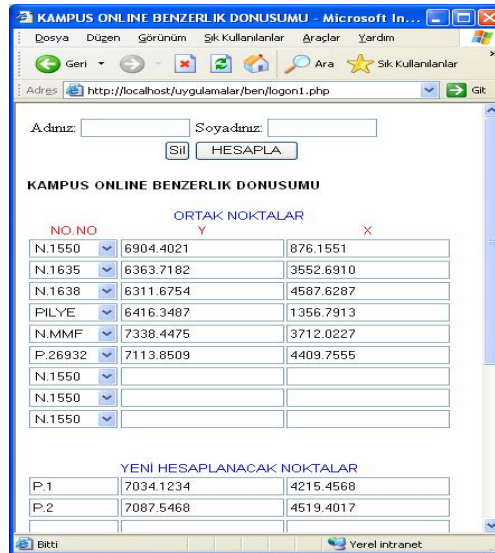 KAMPUS ONLINE BENZERLIK DONUSUMU - Microsoft In...
Dosya Düzen Görünüm Sık Kullanılanlar Araçlar Yardım
Geri Ara Sık Kullanılanlar
Adres http://localhost/uygulamalar/ben/logon1.php Git
Adınız: Soyadınız:
Sil HESAPLA
KAMPUS ONLINE BENZERLIK DONUSUMU
ORTAK NOKTALAR
NO.NO Y X
N.1550 6904.4021 876.1551
N.1635 6363.7182 3552.6910
N.1638 6311.6754 4587.6287
PILYE 6416.3487 1356.7913
N.MMF 7338.4475 3712.0227
P.26932 7113.8509 4409.7555
N.1550
N.1550
N.1550
YENİ HESAPLANACAK NOKTALAR
P.1 7034.1234 4215.4568
P.2 7087.5468 4519.4017
Bitti Yerel intranet